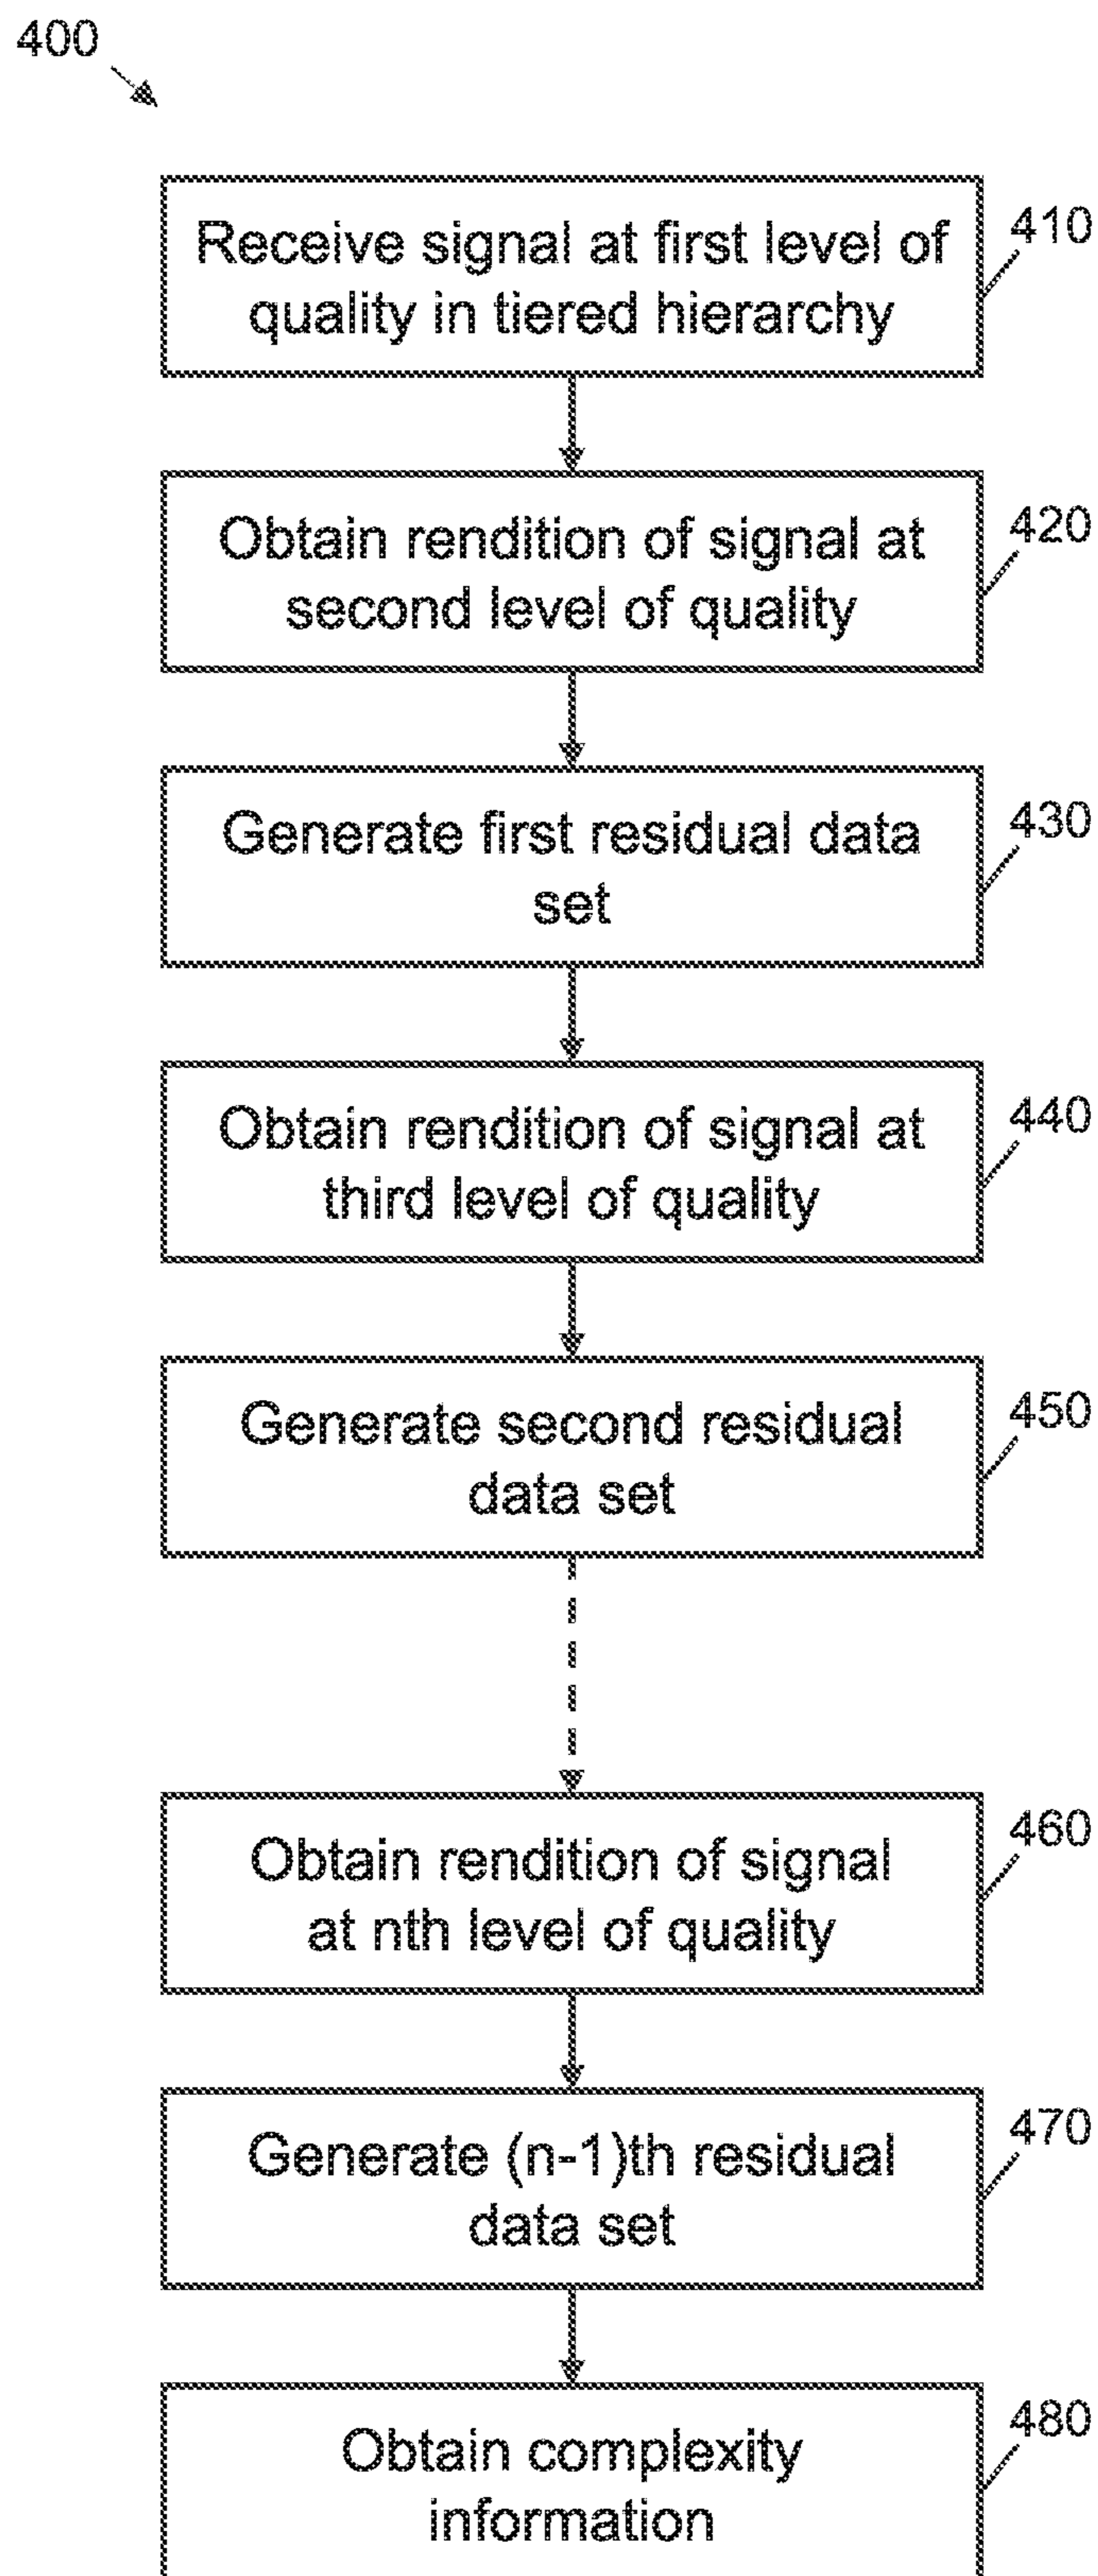 400
Receive signal at first level of
quality in tiered hierarchy
410
Obtain rendition of signal at
second level of quality
420
Generate first residual data
set
430
Obtain rendition of signal at
third level of quality
440
Generate second residual
data set
450
Obtain rendition of signal
at nth level of quality
460
Generate (n-1)th residual
data set
470
Obtain complexity
information
480